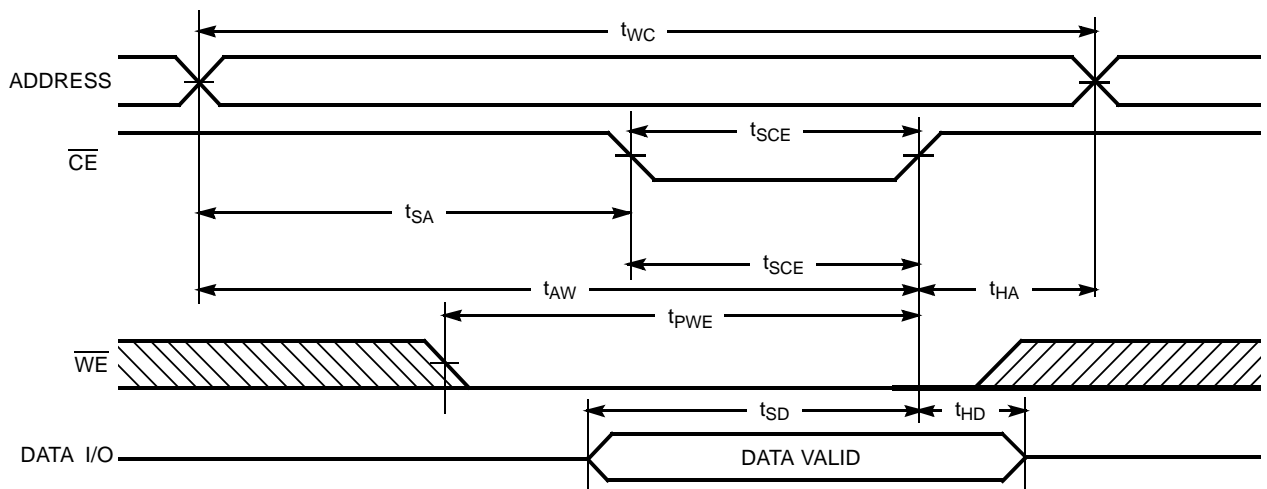 tWC
ADDRESS
tSCE
CE
tSA
tSCE
tAW
tHA
tPWE
WE
tSD
tHD
DATA I/O
DATA VALID